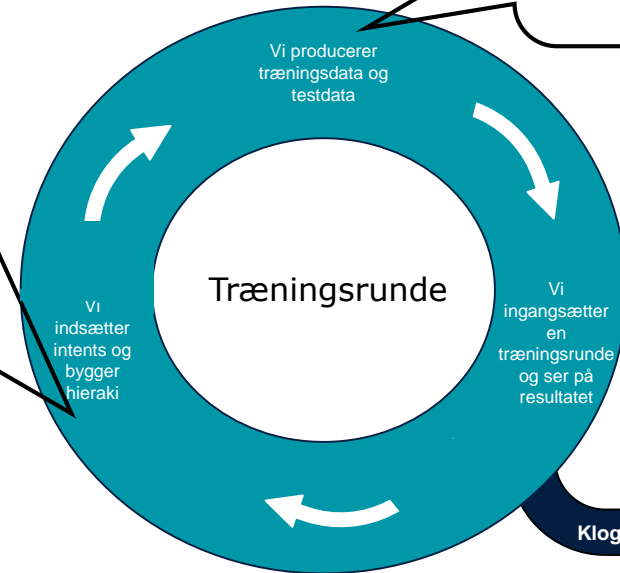 Vi producerer
træningsdata og
testdata
Træningsrunde
Vi
indsætter
intents og
bygger
hieraki
Vi
ingangsætter
en
træningsrunde
og ser på
resultatet
Klog